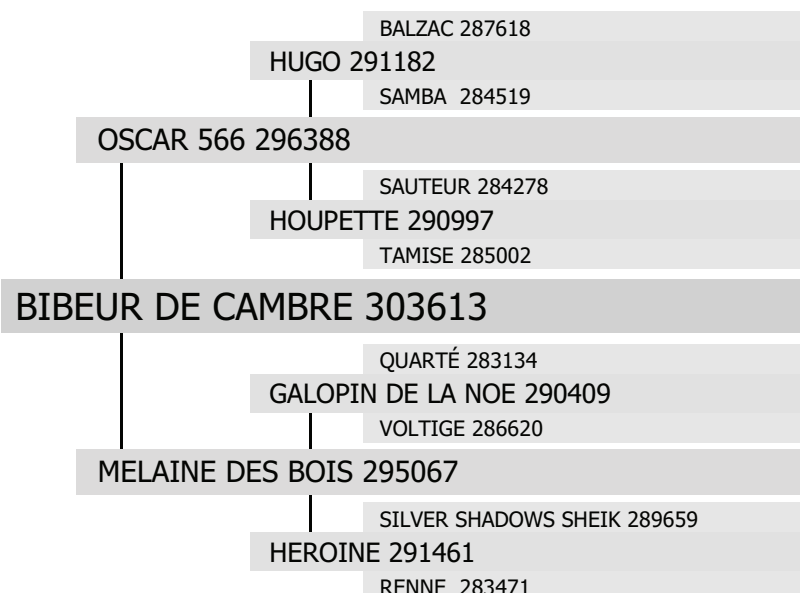 BALZAC 287618
HUGO 291182
SAMBA  284519
OSCAR 566 296388
SAUTEUR 284278
HOUPETTE 290997
TAMISE 285002
BIBEUR DE CAMBRE 303613
QUARTÉ 283134
GALOPIN DE LA NOE 290409
VOLTIGE 286620
MELAINE DES BOIS 295067
SILVER SHADOWS SHEIK 289659
HEROINE 291461
RENNE  283471